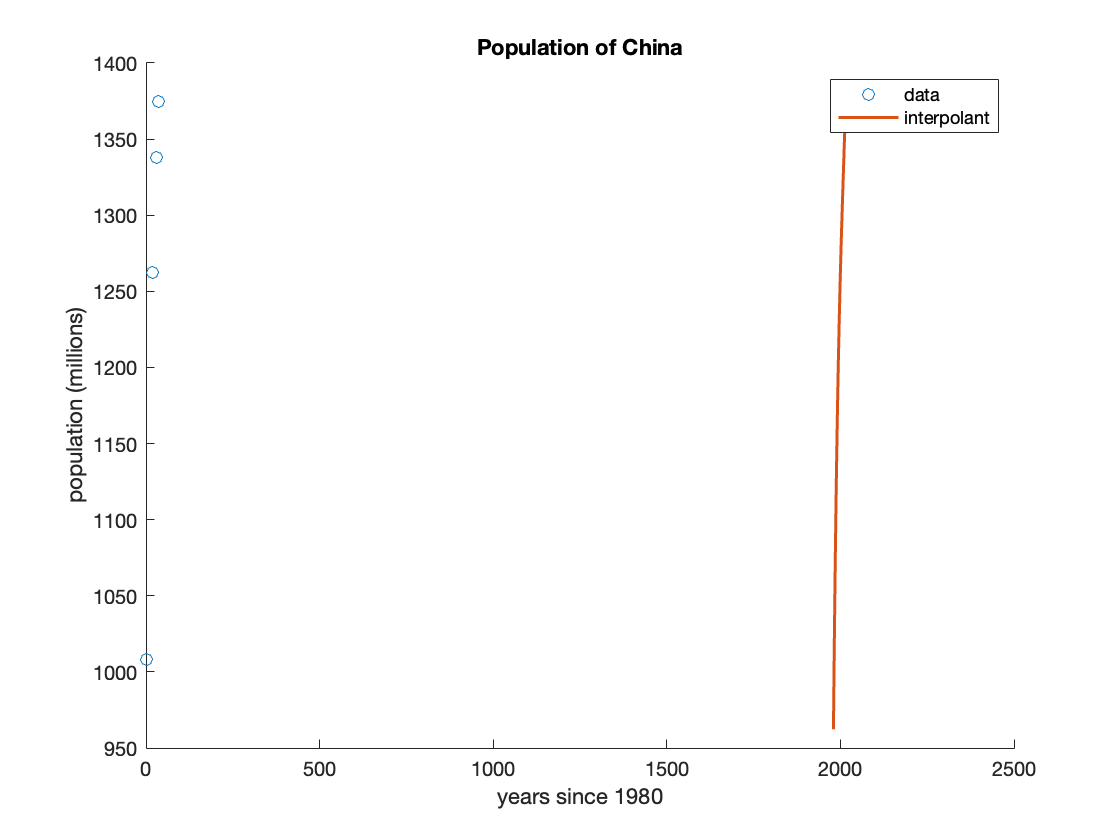 Population of China
data
interpolant
1400
1350
1300
1250
1200
1150
1100
1050
1000
950
population (millions)
0 500 1000 1500 2000 2500
years since 1980